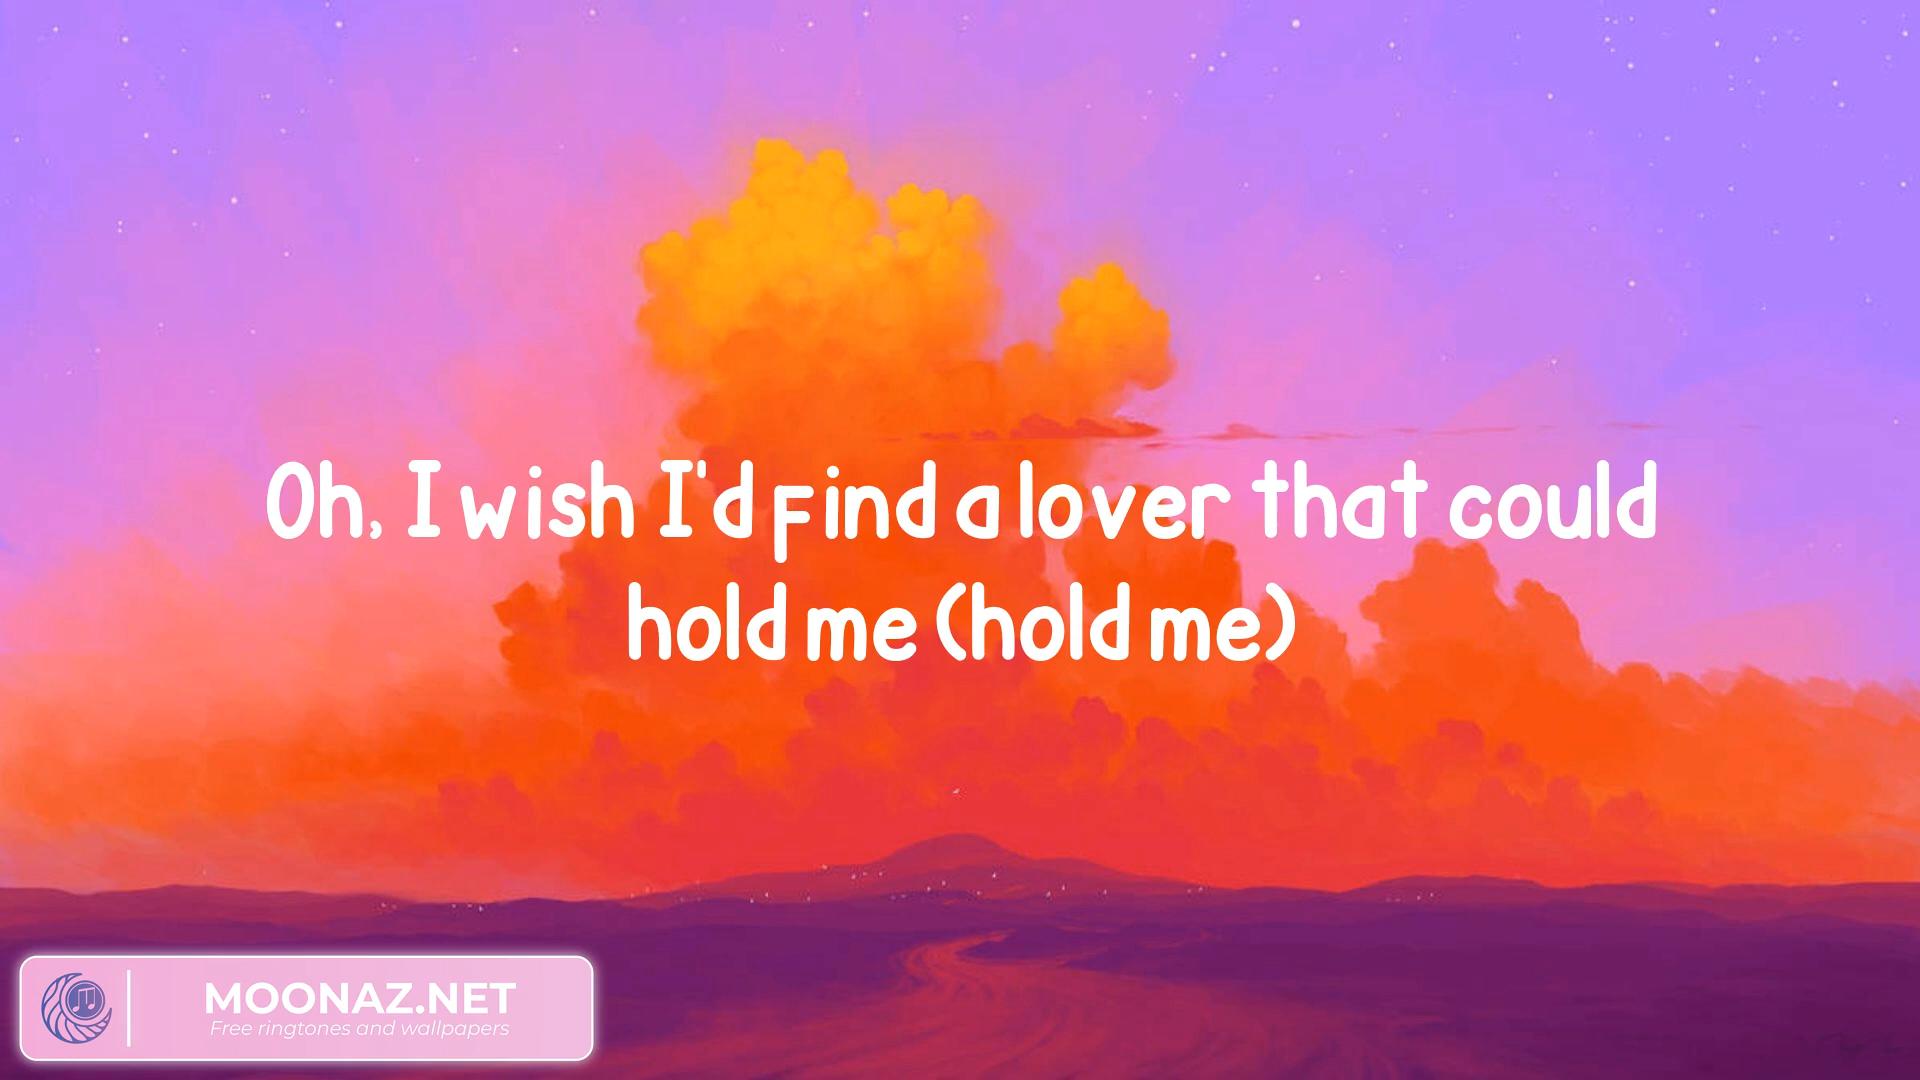 Oh, I wish I'd find a lover that could
hold me (hold me)
MOONAZ.NET
Free ringtones and wallpapers